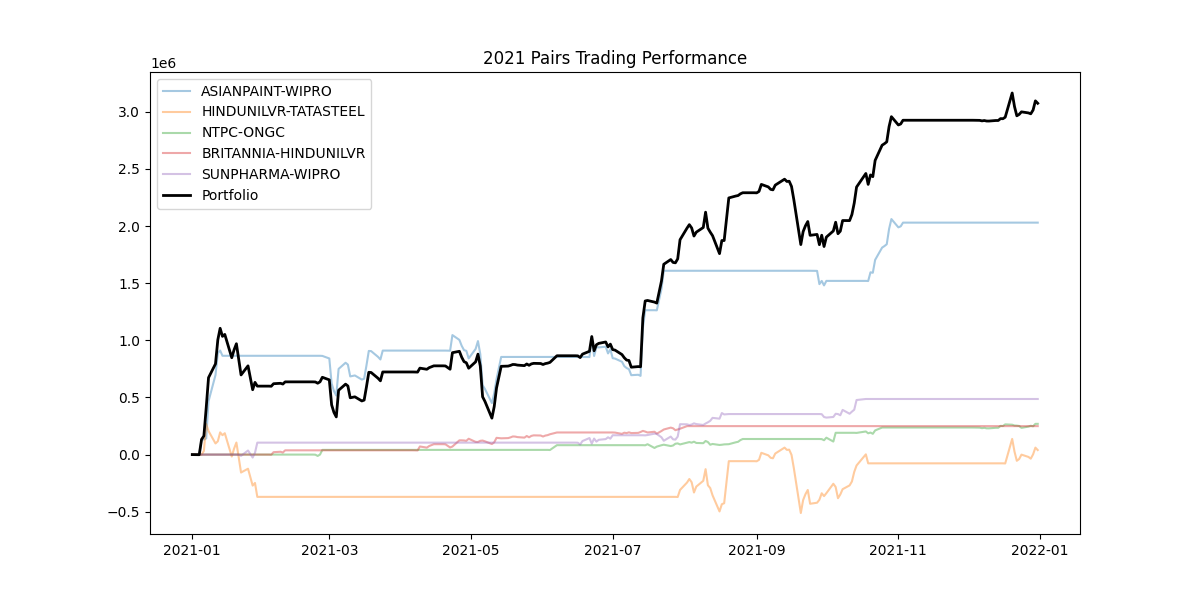 2021 Pairs Trading Performance
1e6
ASIANPAINT-WIPRO
HINDUNILVR-TATASTEEL
NTPC-ONGC
BRITANNIA-HINDUNILVR
SUNPHARMA-WIPRO
Portfolio
3.0
2.5
2.0
1.5
1.0
0.5
0.0
−0.5
2021-01 2021-03 2021-05 2021-07 2021-09 2021-11 2022-01